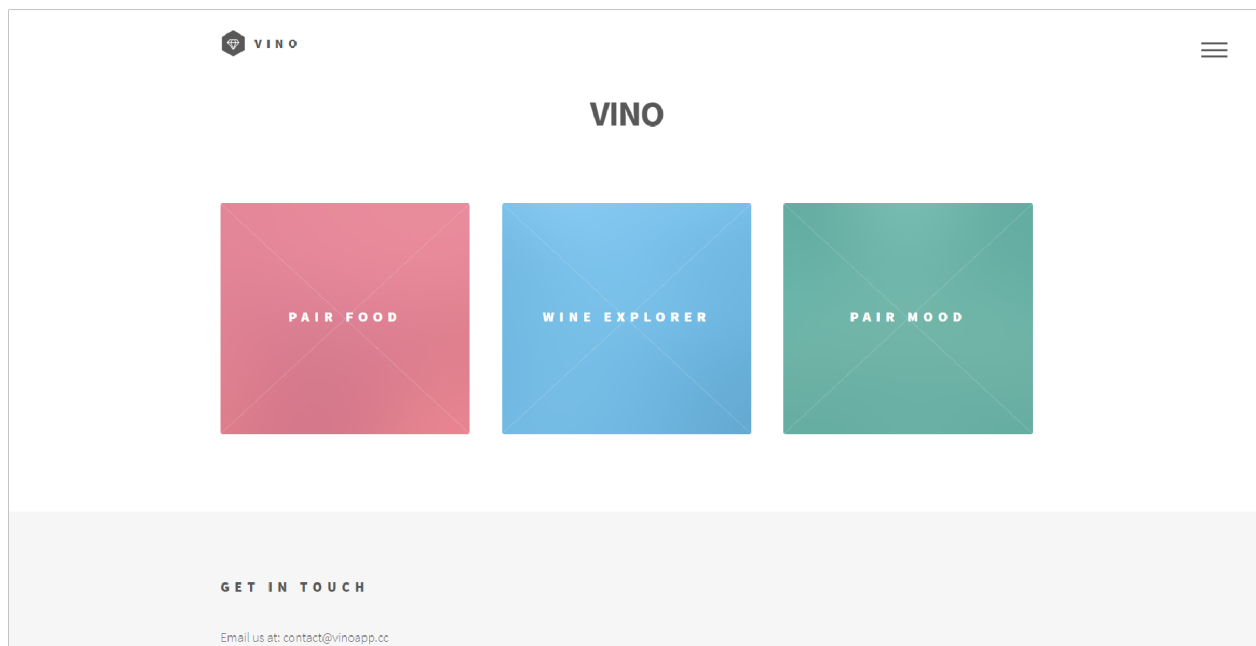 VINO
VINO
PAIR FOOD
WINE EXPLORER
PAIR MOOD
GET IN TOUCH
Email us at: contact@vinoapp.cc